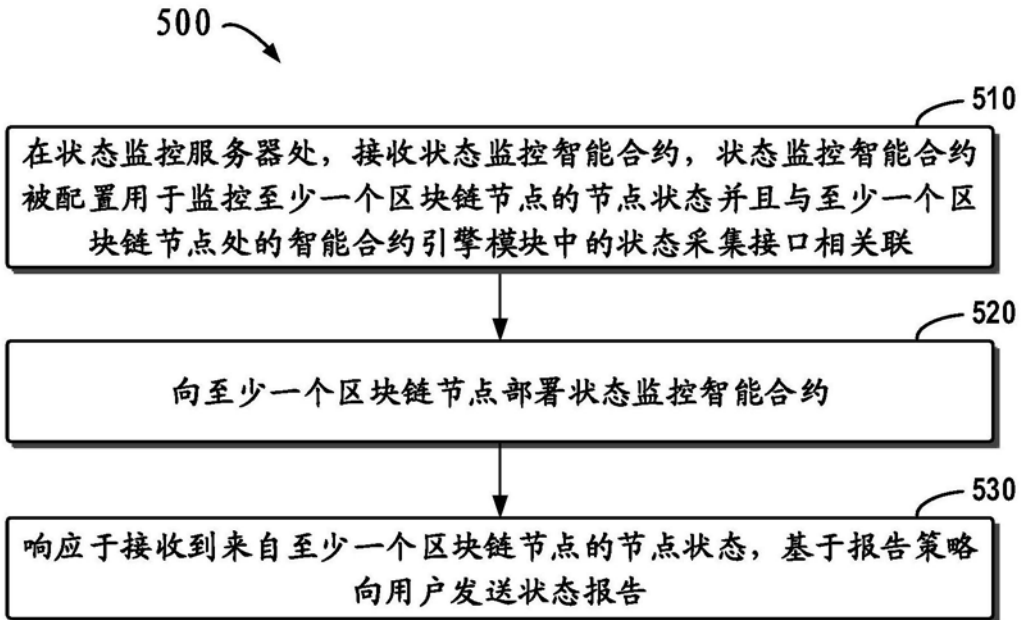 500
510
在状态监控服务器处，接收状态监控智能合约，状态监控智能合约
被配置用于监控至少一个区块链节点的节点状态并且与至少一个区
块链节点处的智能合约引擎模块中的状态采集接口相关联
520
向至少一个区块链节点部署状态监控智能合约
530
响应于接收到来自至少一个区块链节点的节点状态，基于报告策略
向用户发送状态报告